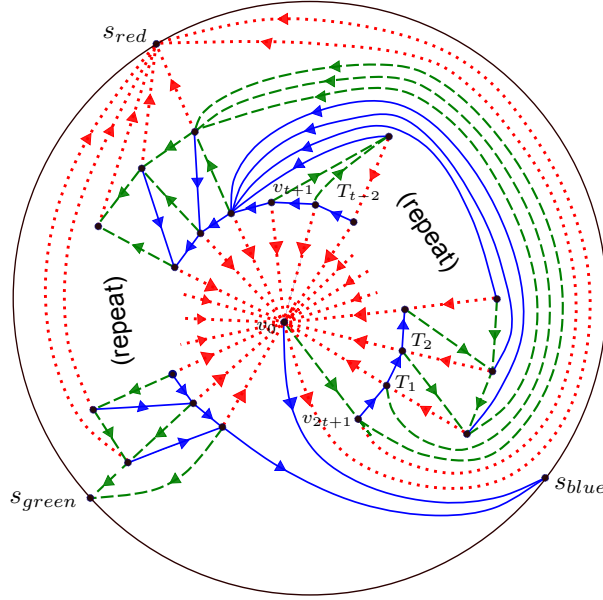 s_red
v_{t+1}
T_{t-2}
(repeat)
(repeat)
v_0
T_2
T_1
v_{2t+1}
s_green
s_blue